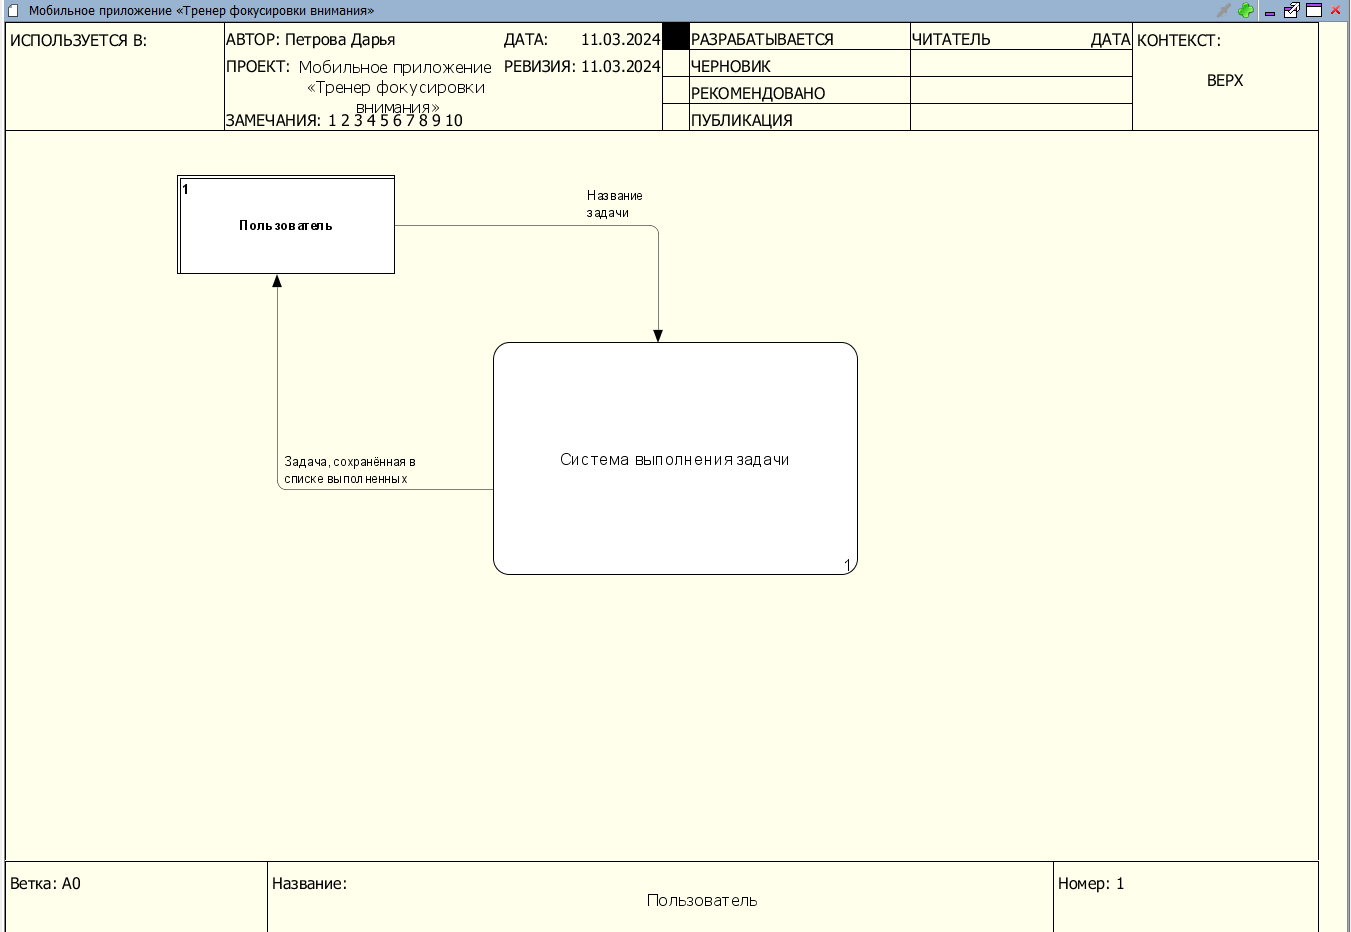 Мобильное приложение «Тренер фокусировки внимания»
ИСПОЛЬЗУЕТСЯ В:
АВТОР: Петрова Дарья
ДАТА: 11.03.2024
ПРОЕКТ: Мобильное приложение
«Тренер фокусировки
внимания»
РЕВИЗИЯ: 11.03.2024
ЗАМЕЧАНИЯ: 1 2 3 4 5 6 7 8 9 10
РАЗРАБАТЫВАЕТСЯ
ЧЕРНОВИК
РЕКОМЕНДОВАНО
ПУБЛИКАЦИЯ
ЧИТАТЕЛЬ ДАТА
КОНТЕКСТ:
ВЕРХ
1
Пользователь
Название
задачи
Система выполнения задачи
1
Задача, сохранённая в
списке выполненных
Ветка: A0
Название:
Пользователь
Номер: 1